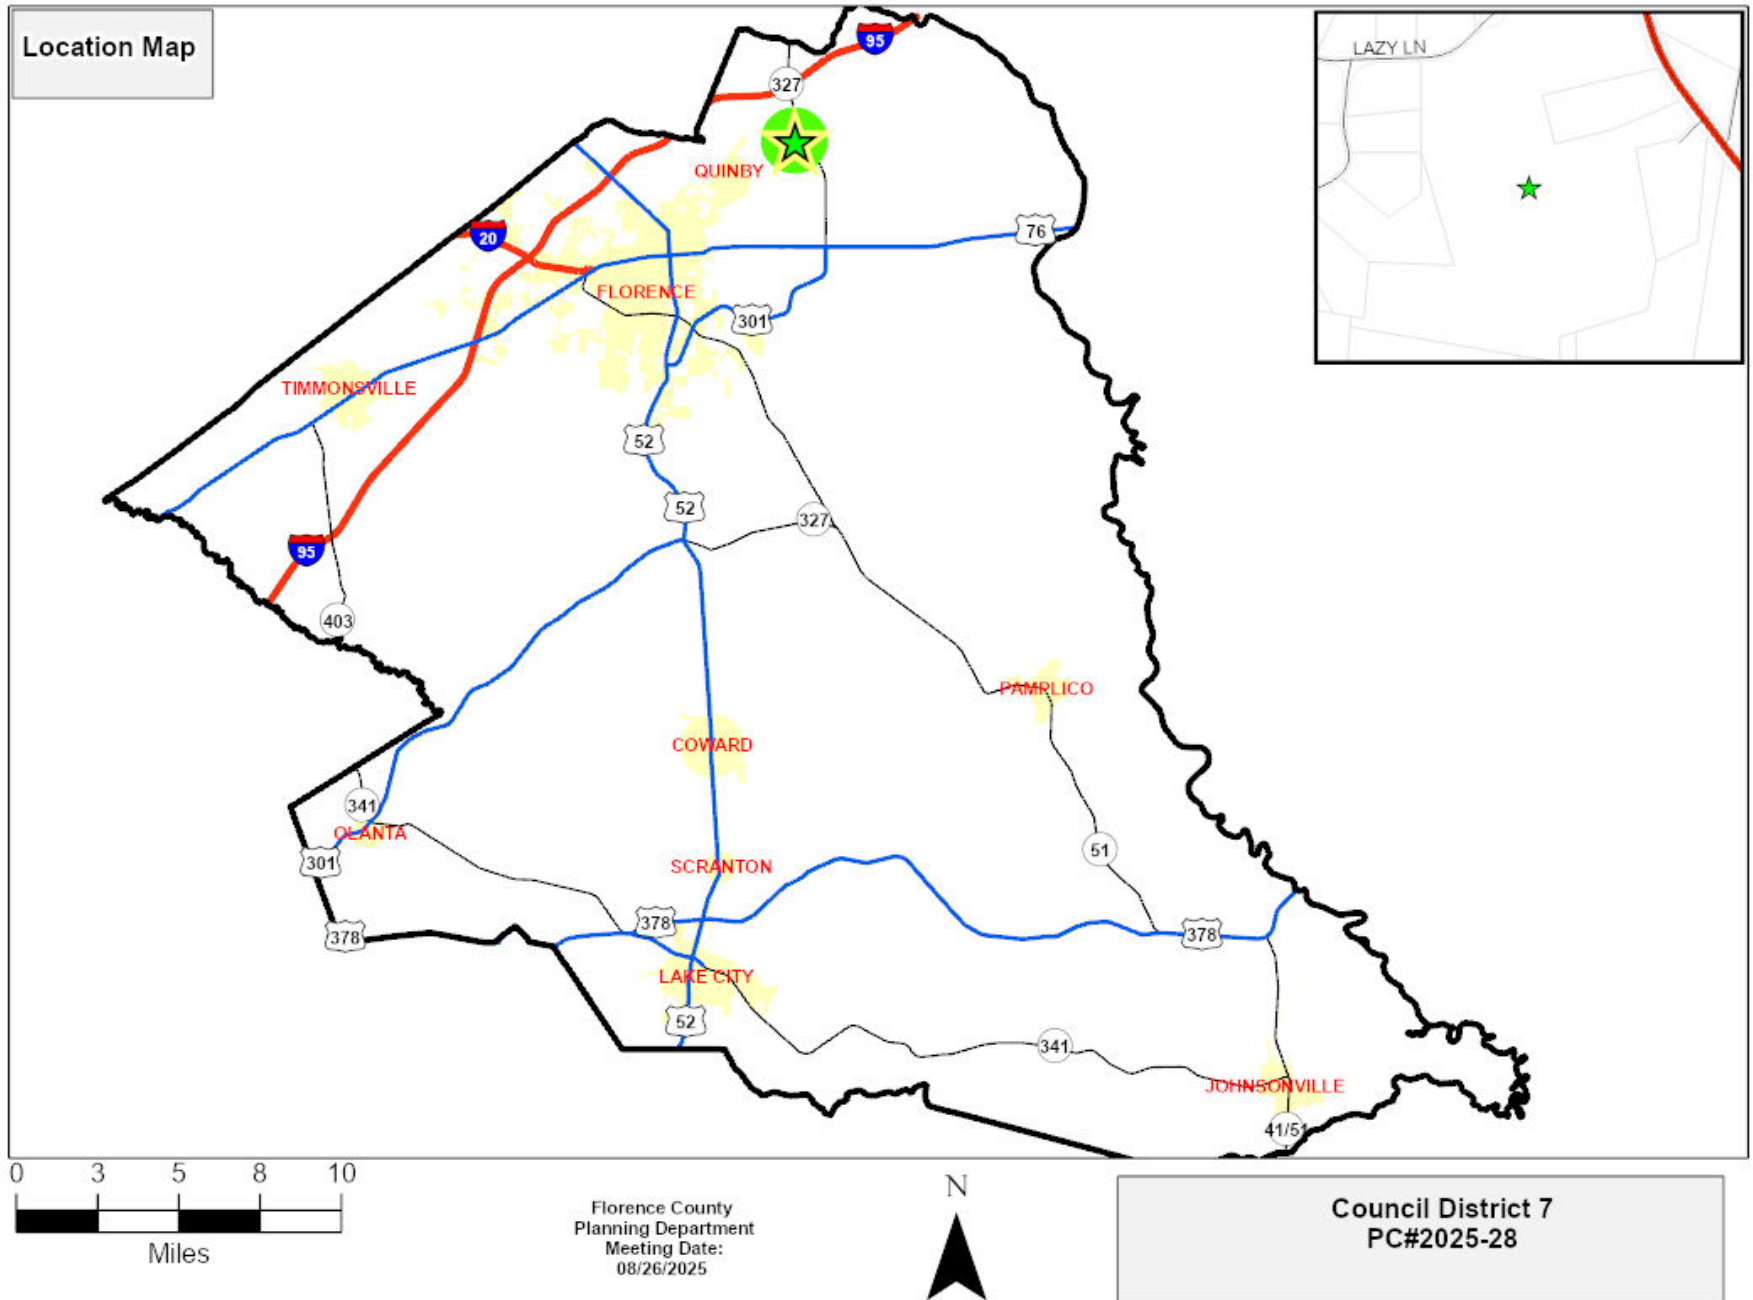 Location Map
95
327
LAZY LN
QUINBY
20
76
FLORENCE
301
TIMMONSVILLE
52
52
327
95
403
PAMPLICO
COWARD
341
OLANTA
301
SCRANTON
51
378
378
378
LAKE CITY
52
341
JOHNSONVILLE
41/51
0 3 5 8 10
Miles
Florence County
Planning Department
Meeting Date:
08/26/2025
N
Council District 7
PC#2025-28